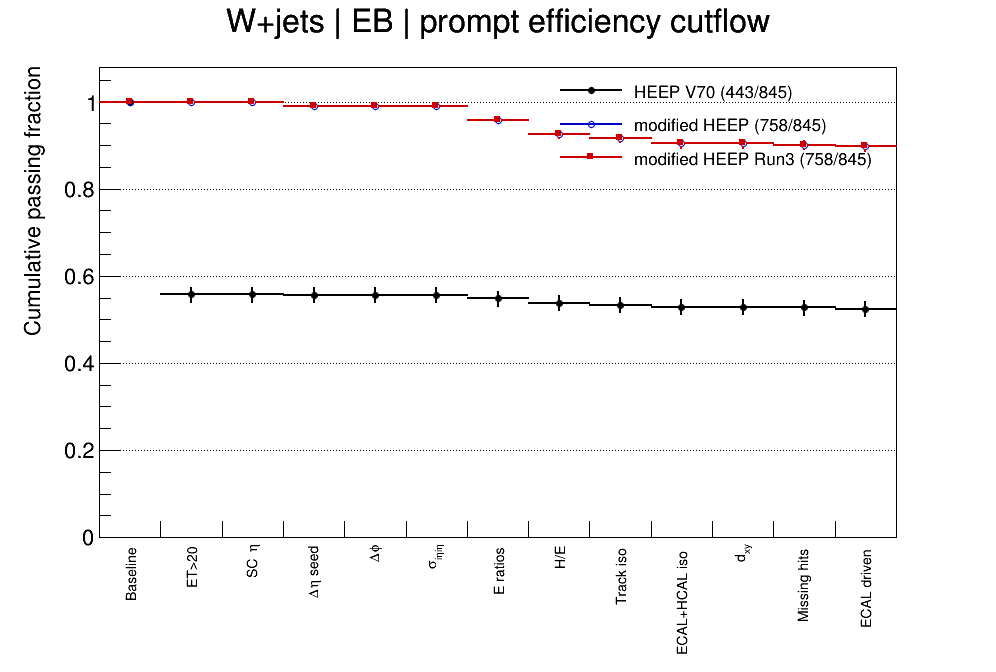 W+jets | EB | prompt efficiency cutflow
Cumulative passing fraction
1
0.8
0.6
0.4
0.2
0
HEEP V70 (443/845)
modified HEEP (758/845)
modified HEEP Run3 (758/845)
Baseline
ET>20
SC η
Δη seed
Δϕ
σiηiη
E ratios
H/E
Track iso
ECAL+HCAL iso
dxy
Missing hits
ECAL driven